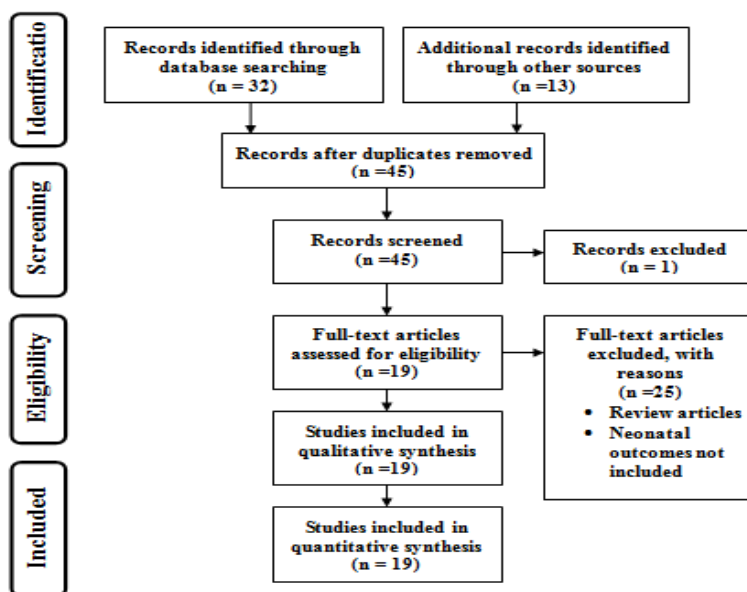 Identificatio
Records identified through
database searching
(n = 32)
Additional records identified
through other sources
(n =13)
Records after duplicates removed
(n =45)
Screening
Records screened
(n =45)
Records excluded
(n = 1)
Eligibility
Full-text articles
assessed for eligibility
(n =19)
Full-text articles
excluded, with
reasons
(n =25)
• Review articles
• Neonatal
outcomes not
included
Studies included in
qualitative synthesis
(n =19)
Included
Studies included in
quantitative synthesis
(n = 19)